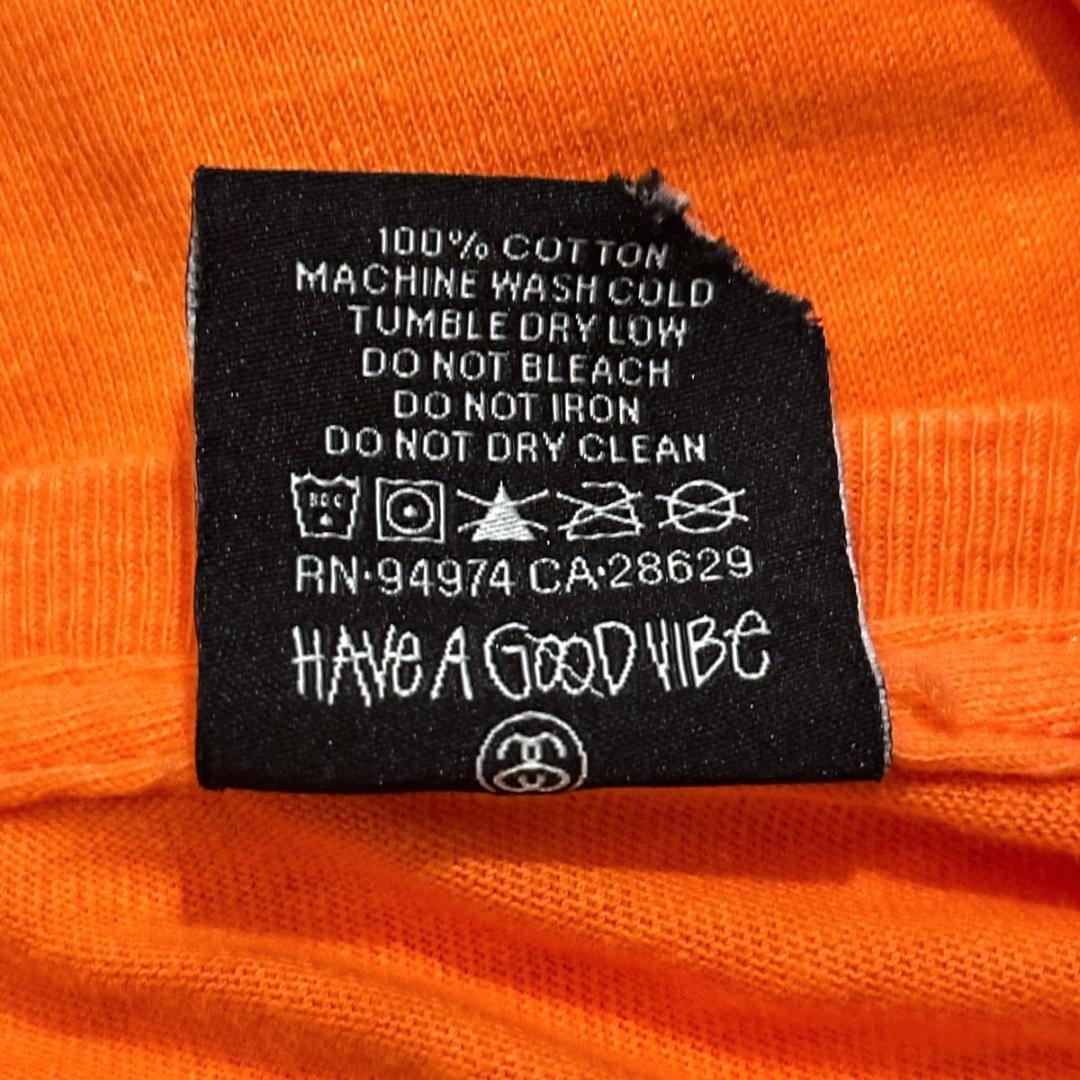 100% COTTON
MACHINE WASH COLD
TUMBLE DRY LOW
DO NOT BLEACH
DO NOT IRON
DO NOT DRY CLEAN
RN·94974 CA·28629
HAVE A GOOD VIBE